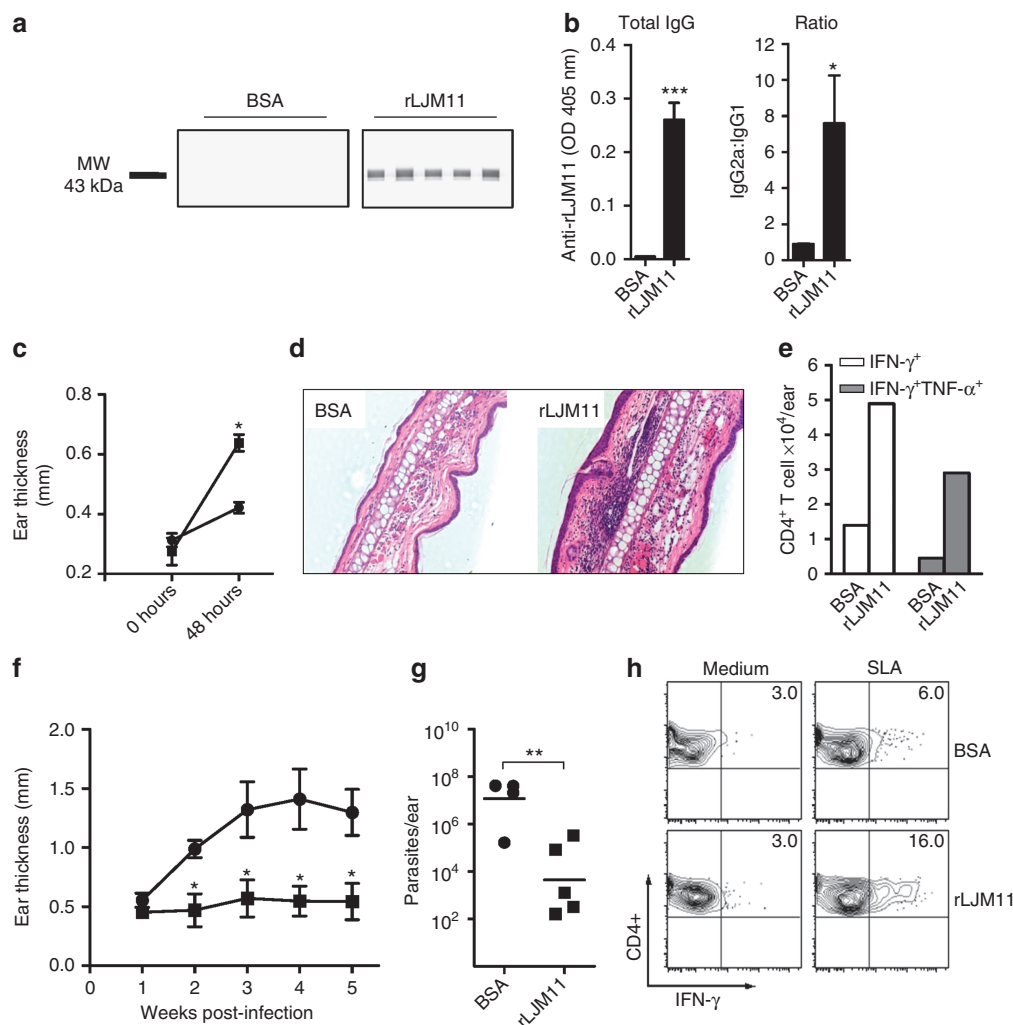 a
BSA
rLJM11
MW
43 kDa
b
Total IgG
Anti-rLJM11 (OD 405 nm)
0.4
0.3
0.2
0.1
0.0
***
BSA
rLJM11
Ratio
IgG2a:IgG1
12
10
8
6
4
2
0
*
BSA
rLJM11
c
Ear thickness
(mm)
0.8
0.6
0.4
0.2
*
0 hours
48 hours
d
BSA
rLJM11
e
CD4⁺ T cell ×10⁴/ear
6
5
4
3
2
1
0
IFN-γ⁺
IFN-γ⁺TNF-α⁺
BSA
rLJM11
BSA
rLJM11
f
Ear thickness (mm)
2.0
1.5
1.0
0.5
0.0
* * * *
0 1 2 3 4 5
Weeks post-infection
g
Parasites/ear
10¹⁰
10⁸
10⁶
10⁴
10²
**
BSA
rLJM11
h
Medium
SLA
3.0
6.0
BSA
3.0
16.0
rLJM11
CD4+
IFN-γ